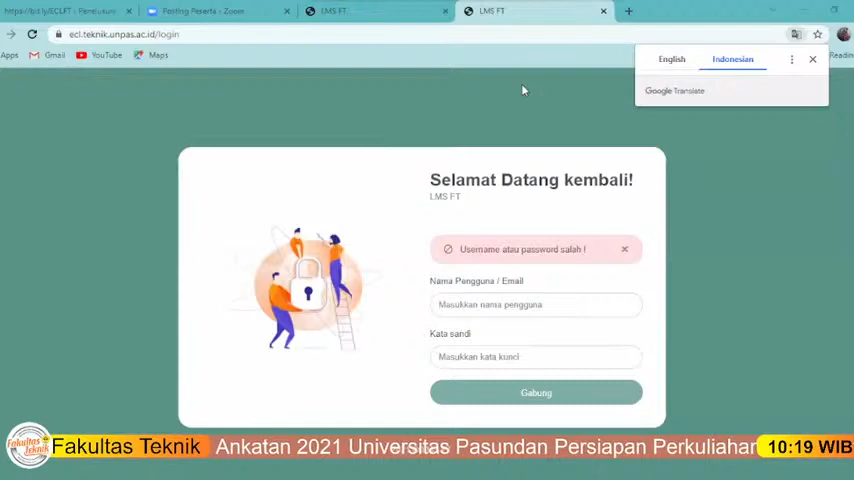 https://bit.ly/ECLFT - Penelusuran
Posting Peserta - Zoom
LMS FT
LMS FT
ecl.teknik.unpas.ac.id/login
Apps
Gmail
YouTube
Maps
Reading
English
Indonesian
Google Translate
Selamat Datang kembali!
LMS FT
Username atau password salah !
Nama Pengguna / Email
Masukkan nama pengguna
Kata sandi
Masukkan kata kunci
Gabung
Fakultas Teknik
Fakultas Teknik
Ankatan 2021 Universitas Pasundan Persiapan Perkuliahan
10:19 WIB